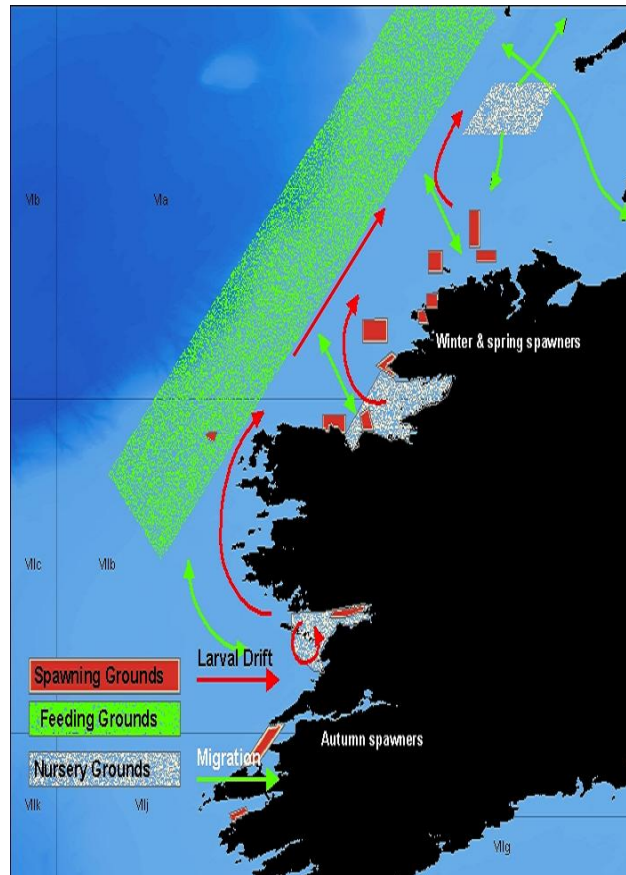 VIb
VIa
Winter & spring spawners
VIIc
VIIb
Larval Drift
Spawning Grounds
Feeding Grounds
Autumn spawners
Migration
Nursery Grounds
VIIk
VIIj
VIIg